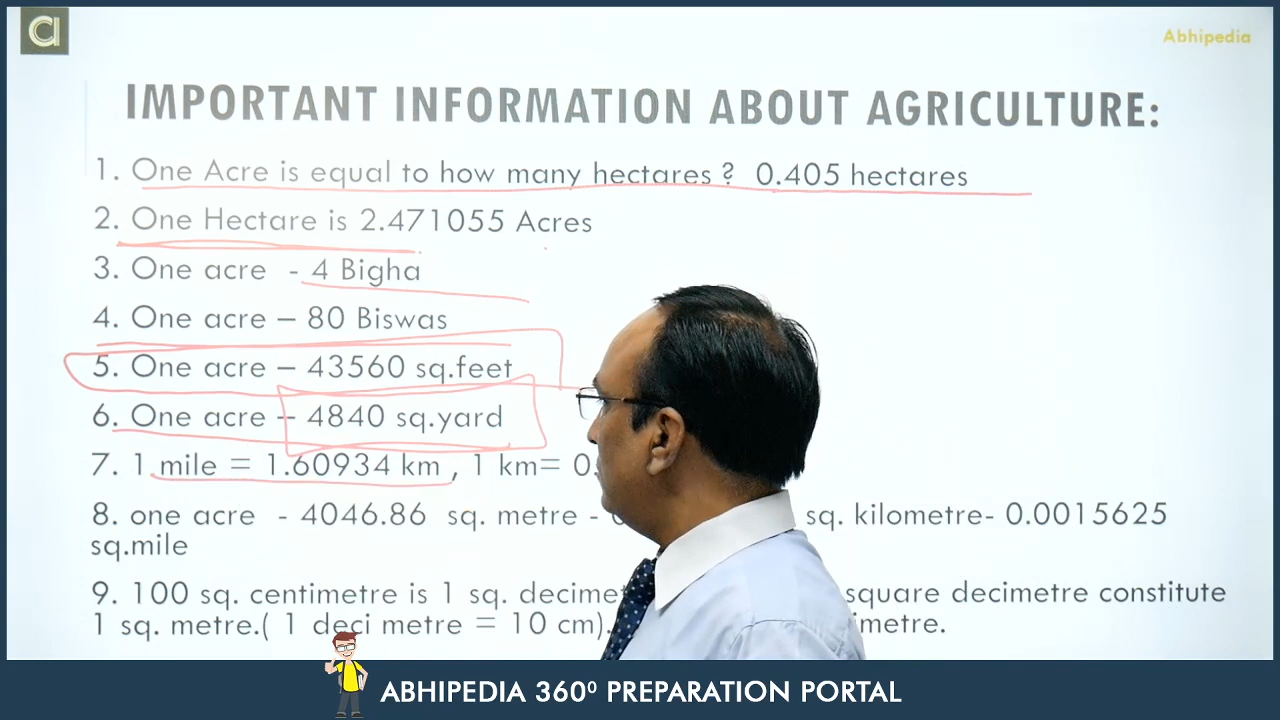 Abhipedia
IMPORTANT INFORMATION ABOUT AGRICULTURE:
1. One Acre is equal to how many hectares ? 0.405 hectares
2. One Hectare is 2.471055 Acres
3. One acre - 4 Bigha
4. One acre – 80 Biswas
5. One acre – 43560 sq.feet
6. One acre – 4840 sq.yard
7. 1 mile = 1.60934 km , 1 km= 0.
8. one acre - 4046.86 sq. metre - sq. kilometre- 0.0015625
sq.mile
9. 100 sq. centimetre is 1 sq. square decimetre constitute
1 sq. metre.( 1 deci metre = 10 cm).
ABHIPEDIA 360⁰ PREPARATION PORTAL